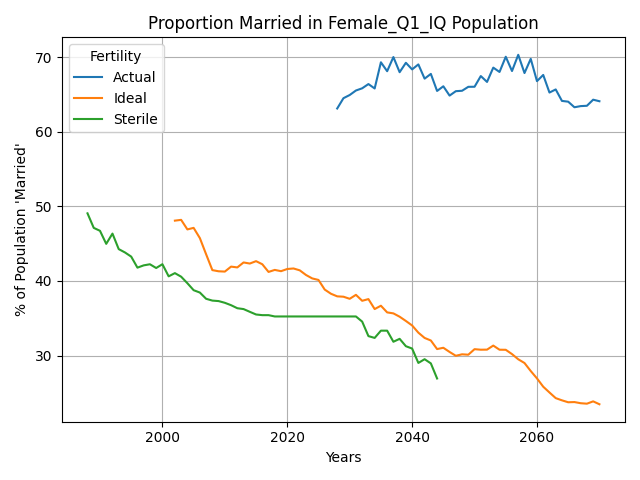 Proportion Married in Female_Q1_IQ Population
Fertility
Actual
Ideal
Sterile
% of Population 'Married'
70
60
50
40
30
2000
2020
2040
2060
Years